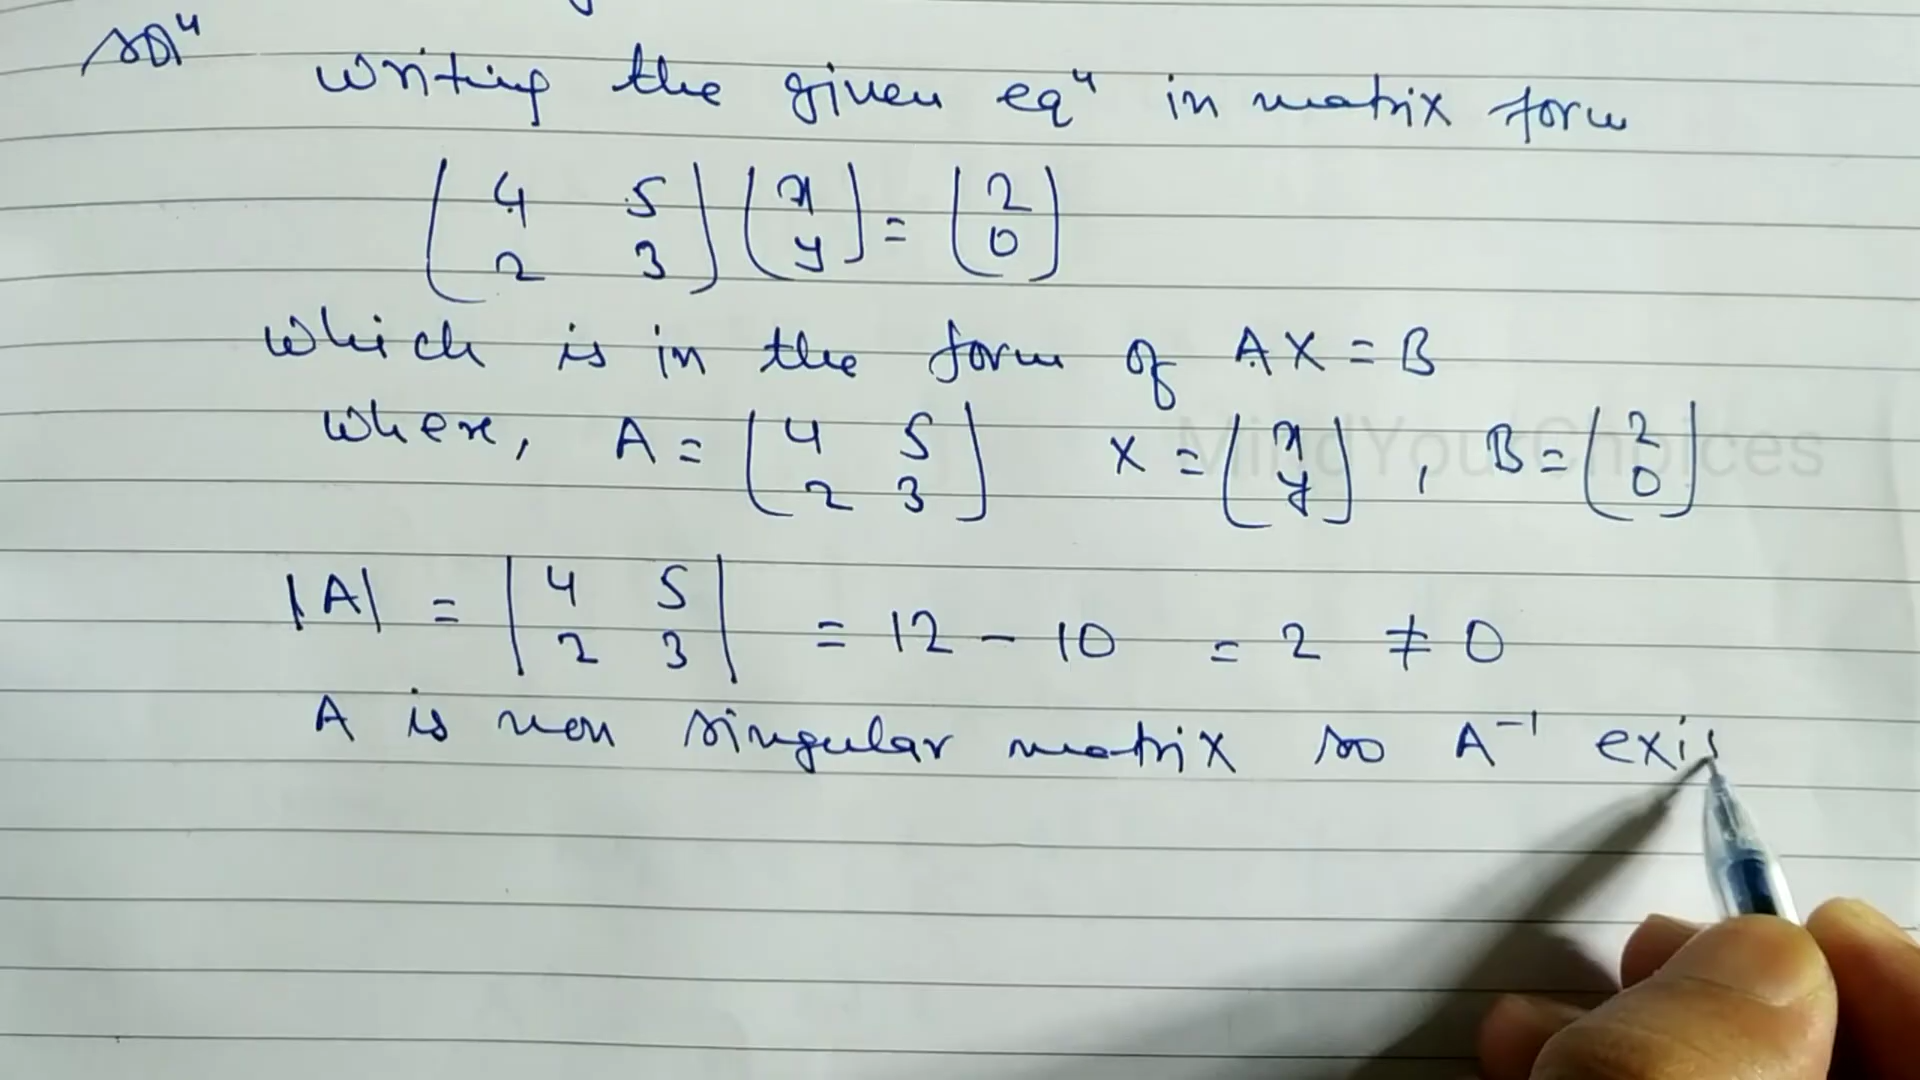 Solⁿ writing the given eqⁿ in matrix form
(4 5
2 3) (x
y) = (2
0)
which is in the form of AX = B
where, A = (4 5
2 3) X = (x
y), B = (2
0)
MindYourChoices
|A| = |4 5
2 3| = 12 - 10 = 2 ≠ 0
A is non singular matrix so A⁻¹ exis